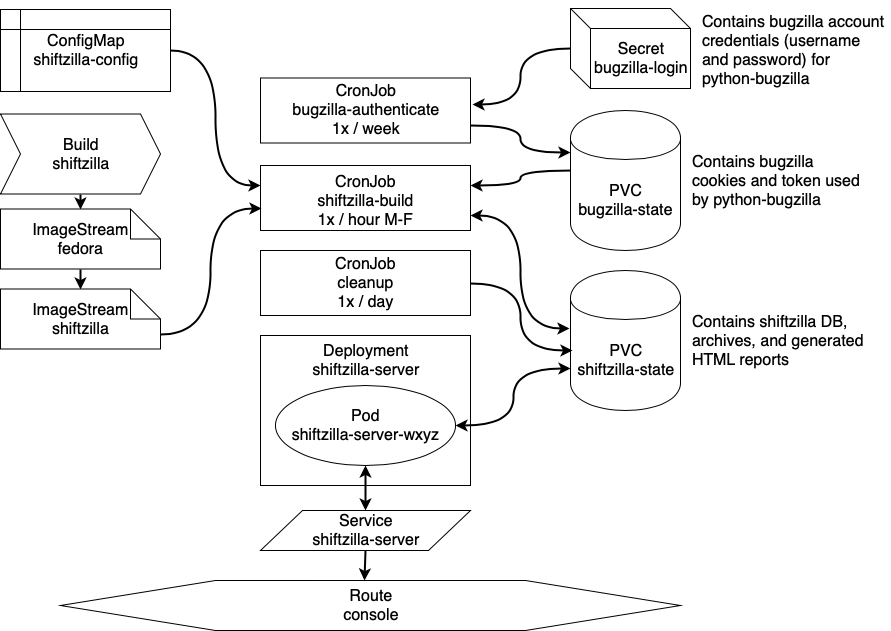 ConfigMap
shiftzilla-config
Build
shiftzilla
ImageStream
fedora
ImageStream
shiftzilla
CronJob
bugzilla-authenticate
1x / week
CronJob
shiftzilla-build
1x / hour M-F
CronJob
cleanup
1x / day
Deployment
shiftzilla-server
Pod
shiftzilla-server-wxyz
Service
shiftzilla-server
Route
console
Secret
bugzilla-login
Contains bugzilla account
credentials (username
and password) for
python-bugzilla
PVC
bugzilla-state
Contains bugzilla
cookies and token used
by python-bugzilla
PVC
shiftzilla-state
Contains shiftzilla DB,
archives, and generated
HTML reports